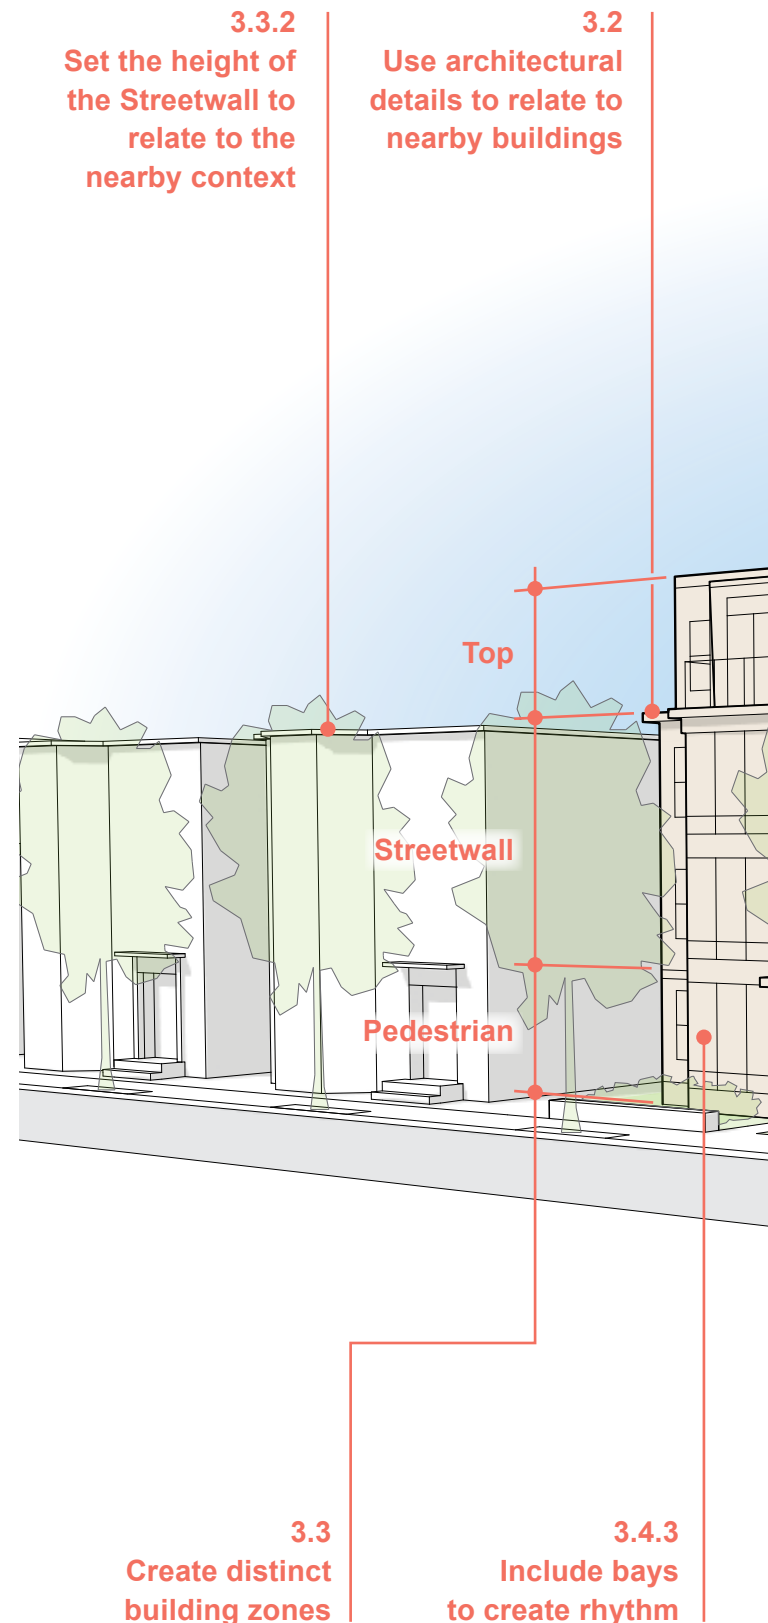 3.3.2
Set the height of
the Streetwall to
relate to the
nearby context
3.2
Use architectural
details to relate to
nearby buildings
Top
Streetwall
Pedestrian
3.3
Create distinct
building zones
3.4.3
Include bays
to create rhythm